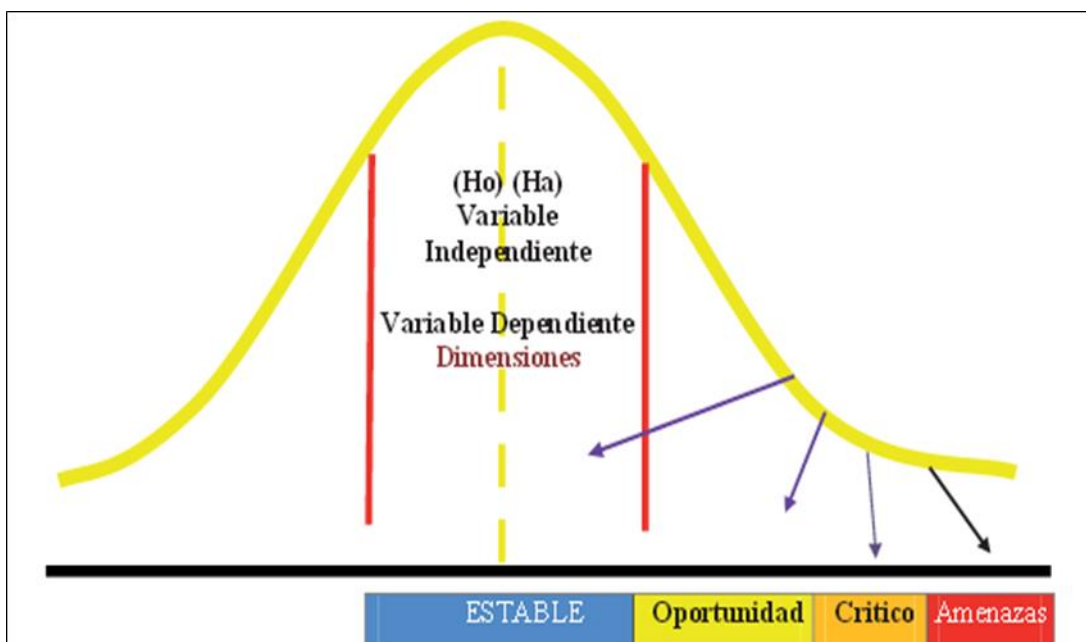 (Ho) (Ha)
Variable
Independiente
Variable Dependiente
Dimensiones
ESTABLE Oportunidad Critico Amenazas